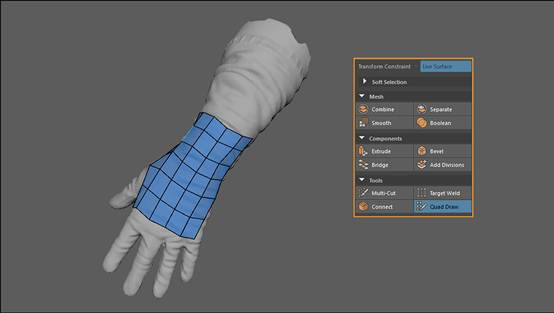 Transform Constraint: Live Surface
Soft Selection
Mesh
Combine Separate
Smooth Boolean
Components
Extrude Bevel
Bridge Add Divisions
Tools
Multi-Cut Target Weld
Connect Quad Draw